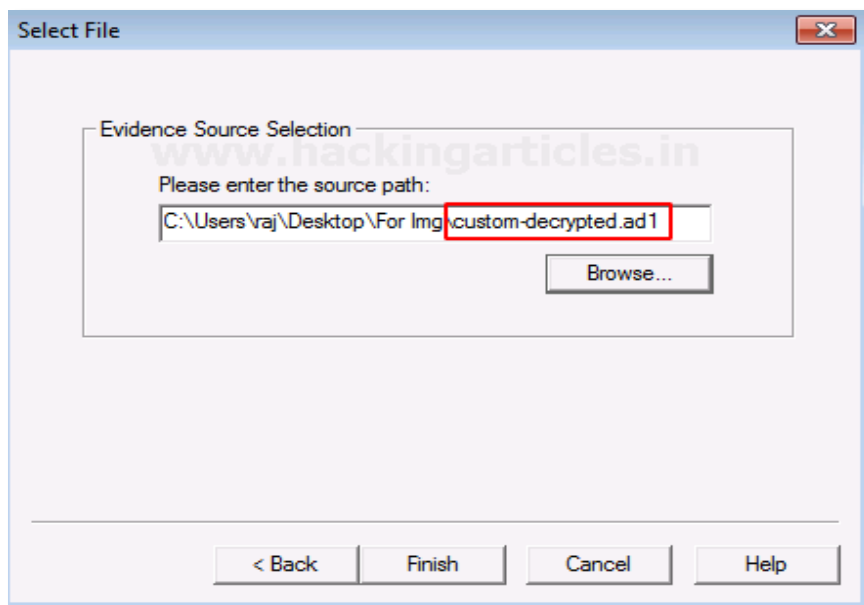 Select File
Evidence Source Selection
www.hackingarticles.in
Please enter the source path:
C:\Users\raj\Desktop\For Img\custom-decrypted.ad1
Browse...
< Back
Finish
Cancel
Help